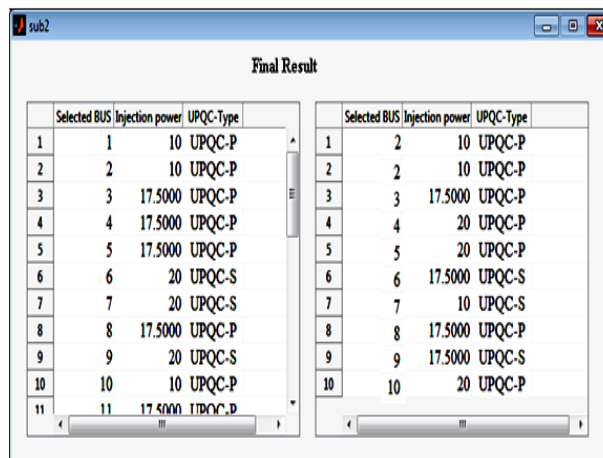 sub2
Final Result
Selected BUS Injection power UPQC-Type
1 1 10 UPQC-P
2 2 10 UPQC-P
3 3 17.5000 UPQC-P
4 4 17.5000 UPQC-P
5 5 17.5000 UPQC-P
6 6 20 UPQC-S
7 7 20 UPQC-S
8 8 17.5000 UPQC-P
9 9 20 UPQC-S
10 10 10 UPQC-P
11 11 17.5000 UPQC-P
Selected BUS Injection power UPQC-Type
1 2 10 UPQC-P
2 2 10 UPQC-P
3 3 17.5000 UPQC-P
4 4 20 UPQC-P
5 5 20 UPQC-P
6 6 17.5000 UPQC-S
7 7 10 UPQC-S
8 8 17.5000 UPQC-P
9 9 17.5000 UPQC-S
10 10 20 UPQC-P